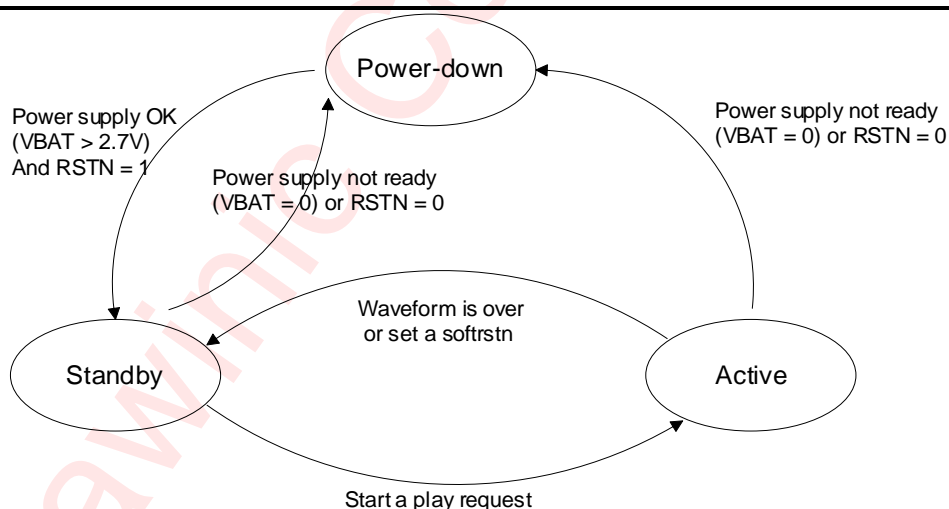 Power-down
Power supply OK
(VBAT > 2.7V)
And RSTN = 1
Power supply not ready
(VBAT = 0) or RSTN = 0
Power supply not ready
(VBAT = 0) or RSTN = 0
Waveform is over
or set a softrstn
Standby
Active
Start a play request
awinic Co